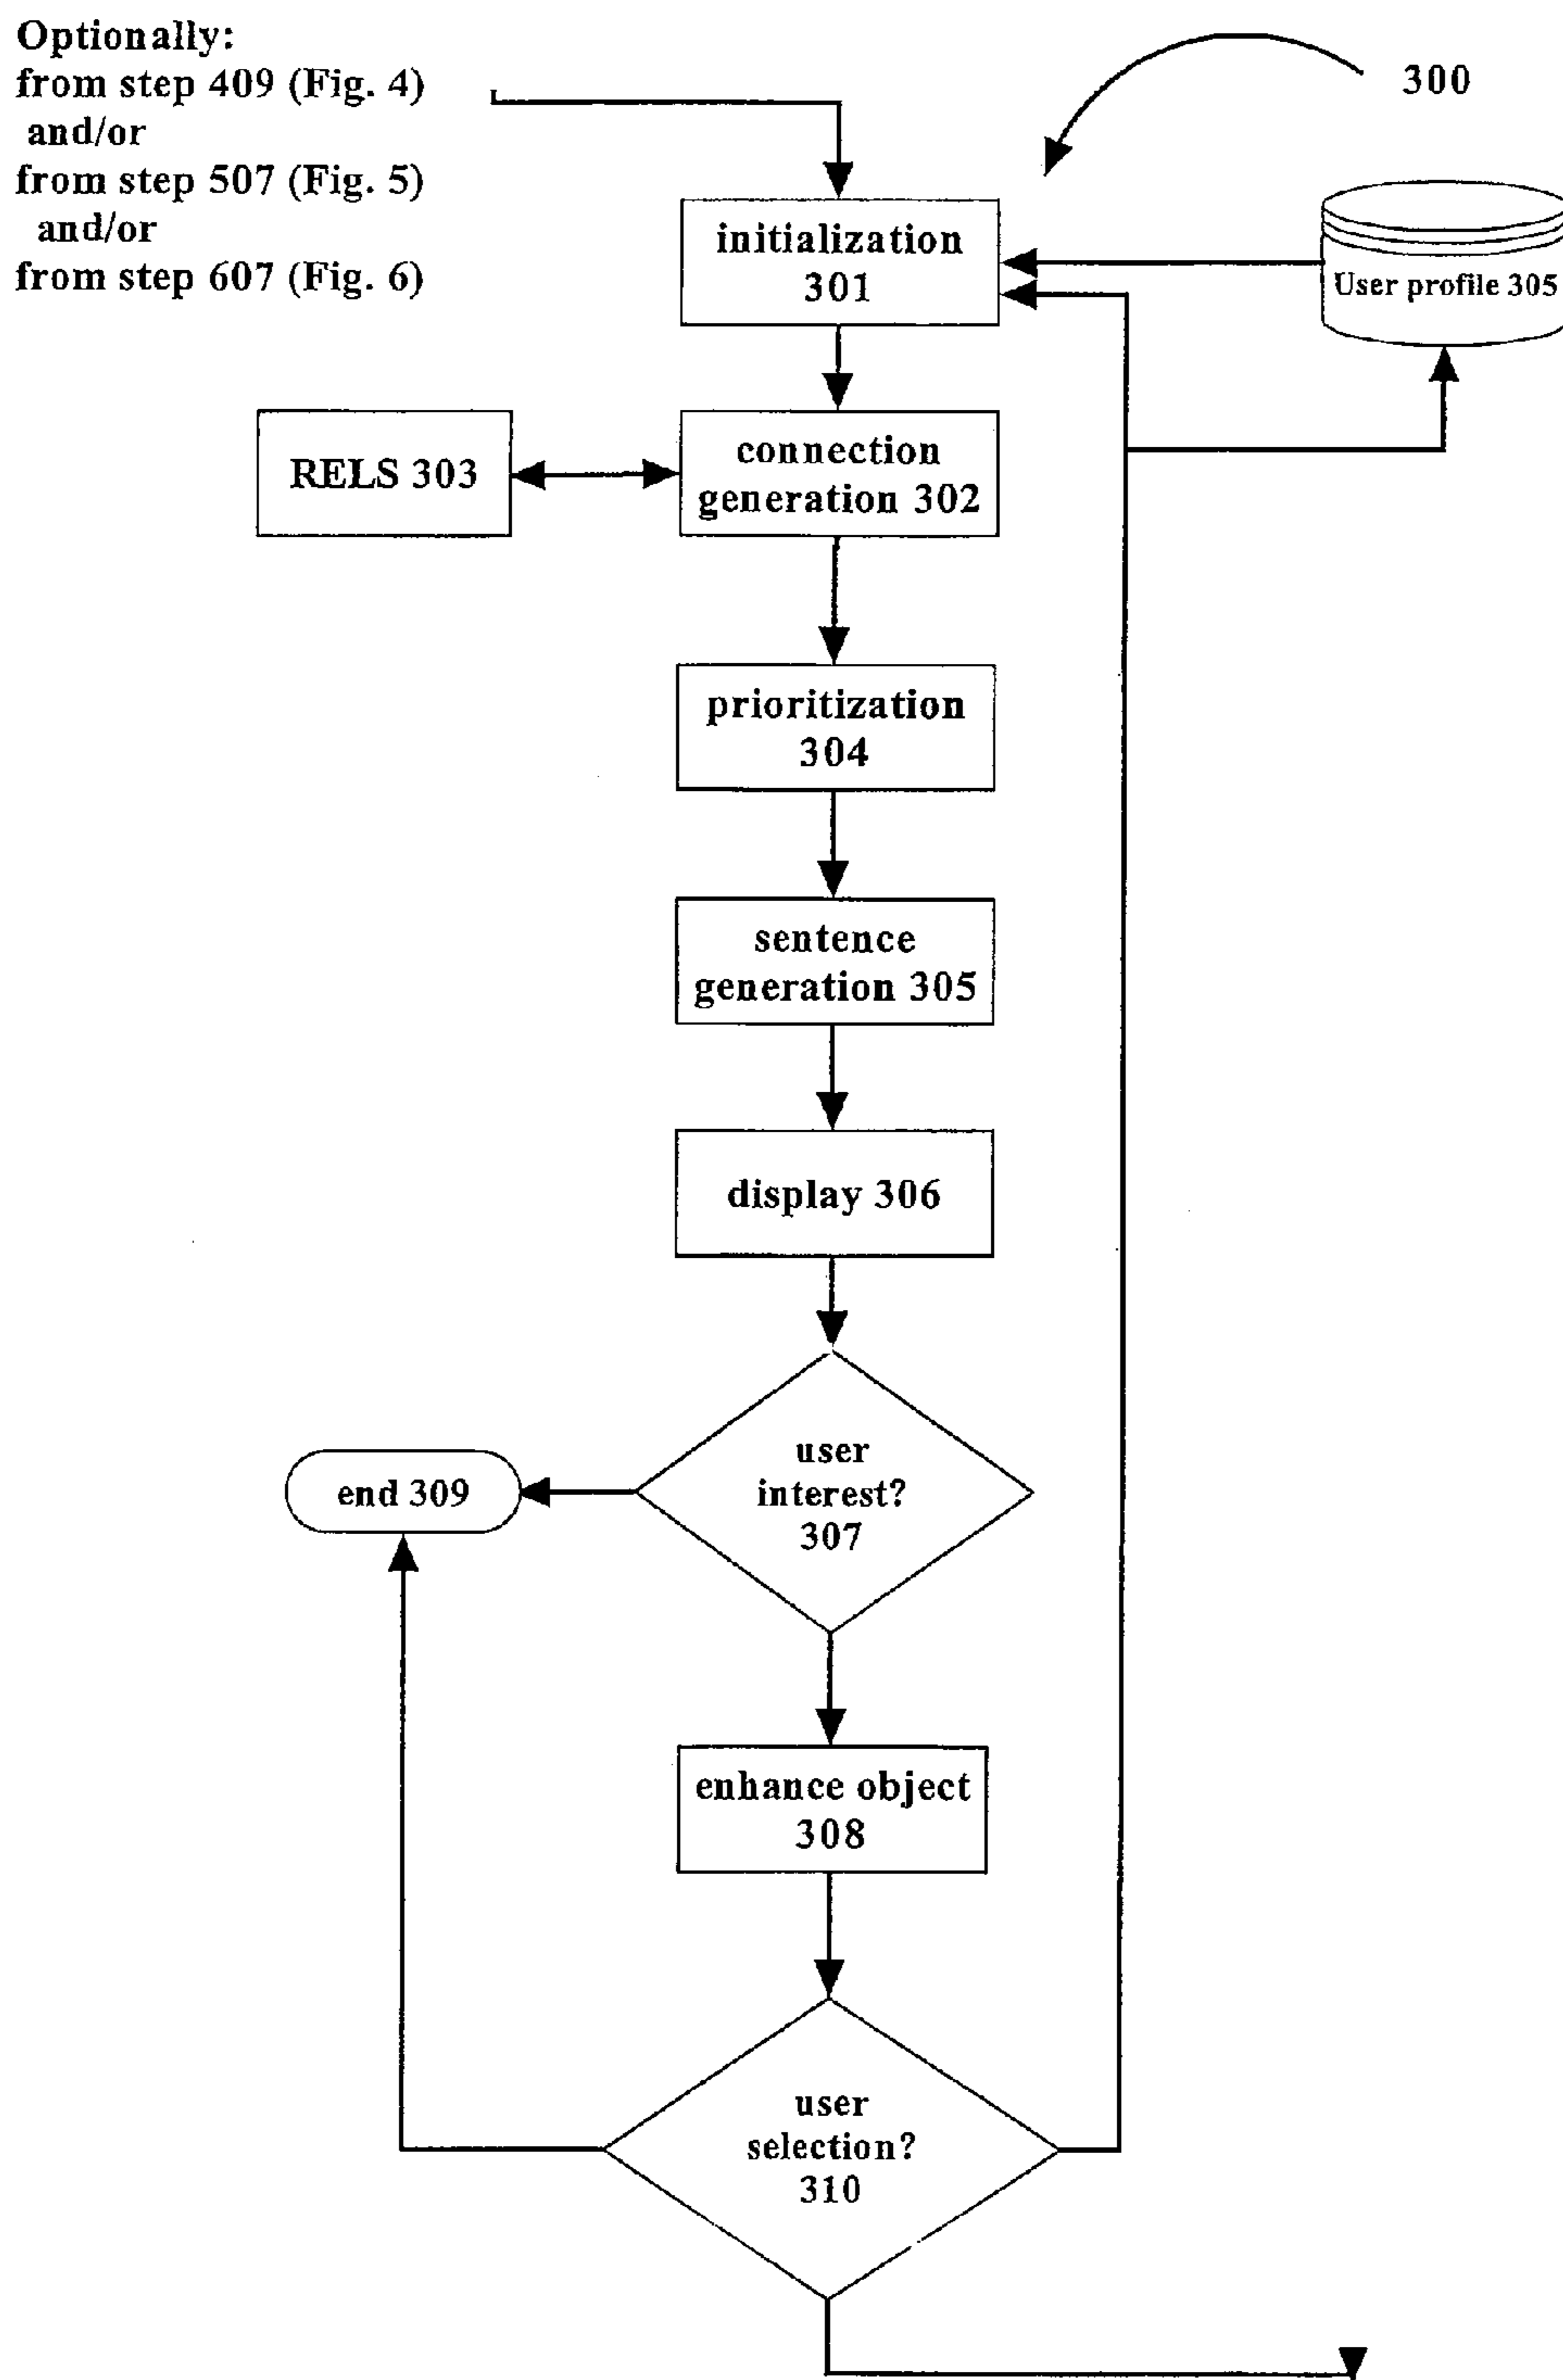 Optionally:
from step 409 (Fig. 4)
and/or
from step 507 (Fig. 5)
and/or
from step 607 (Fig. 6)
300
initialization
301
User profile 305
RELS 303
connection
generation 302
prioritization
304
sentence
generation 305
display 306
user
interest?
307
end 309
enhance object
308
user
selection?
310